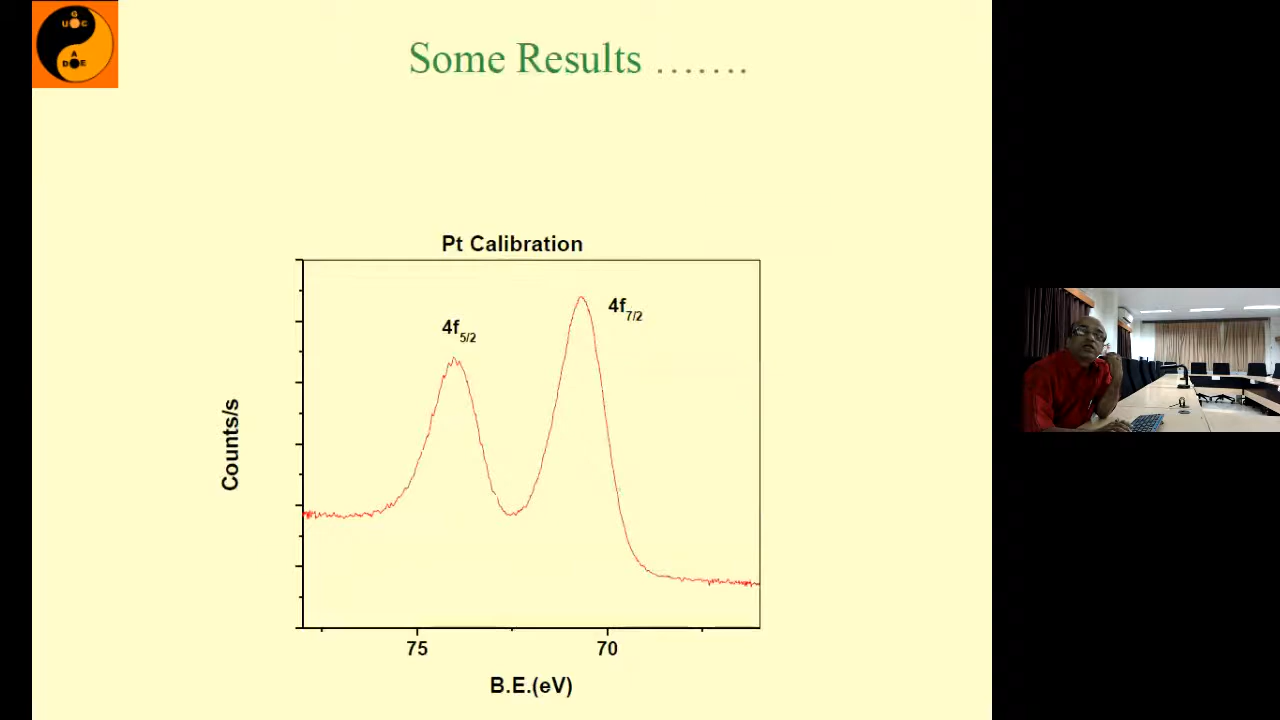 G
U C
A
D E
Some Results .......
Pt Calibration
4f7/2
4f5/2
Counts/s
75 70
B.E.(eV)